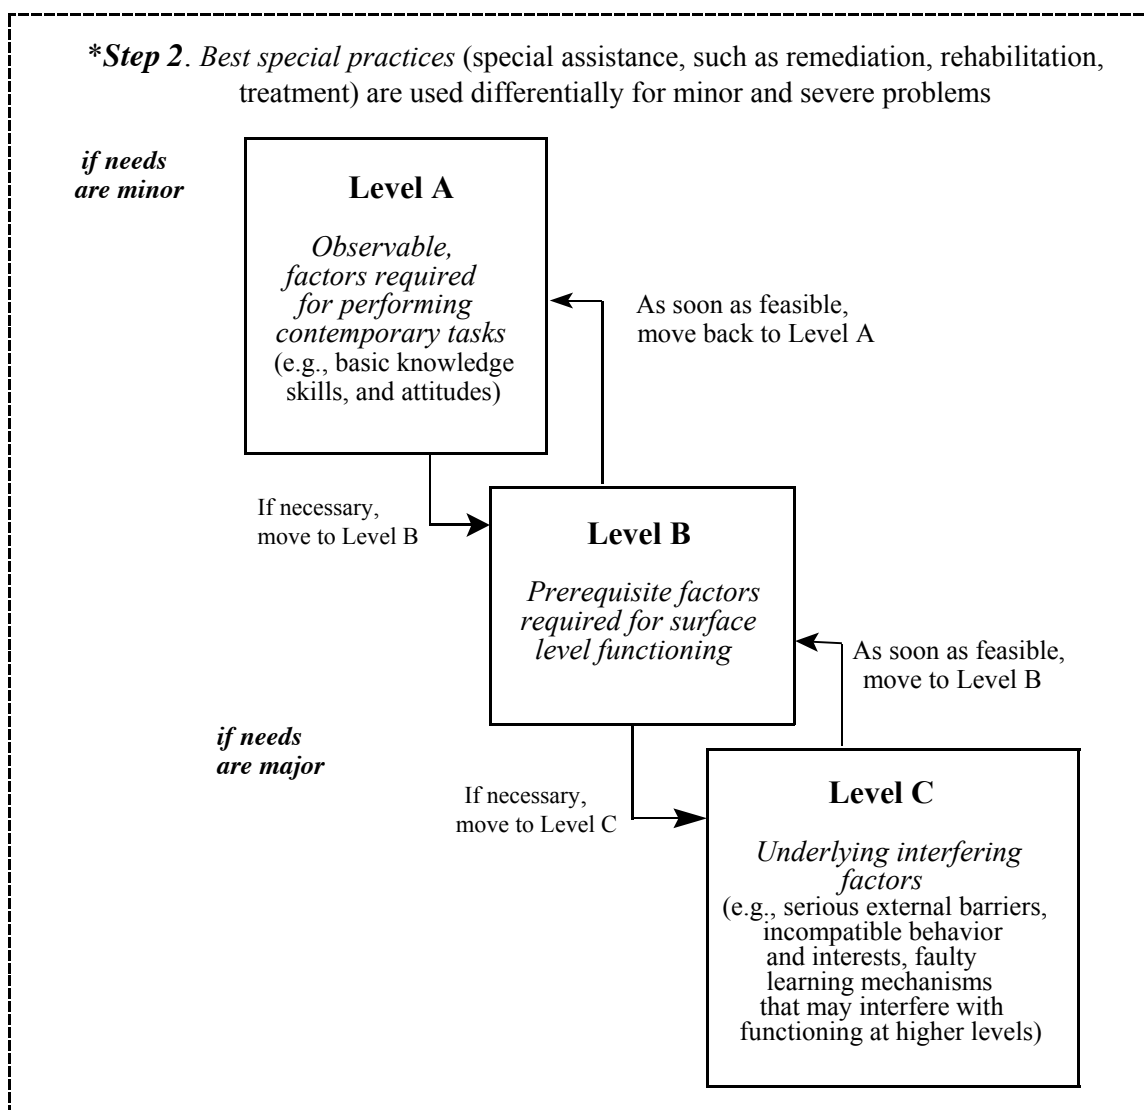 *Step 2. Best special practices (special assistance, such as remediation, rehabilitation,
treatment) are used differentially for minor and severe problems
if needs
are minor
Level A
Observable,
factors required
for performing
contemporary tasks
(e.g., basic knowledge
skills, and attitudes)
As soon as feasible,
move back to Level A
If necessary,
move to Level B
Level B
Prerequisite factors
required for surface
level functioning
As soon as feasible,
move to Level B
if needs
are major
If necessary,
move to Level C
Level C
Underlying interfering
factors
(e.g., serious external barriers,
incompatible behavior
and interests, faulty
learning mechanisms
that may interfere with
functioning at higher levels)